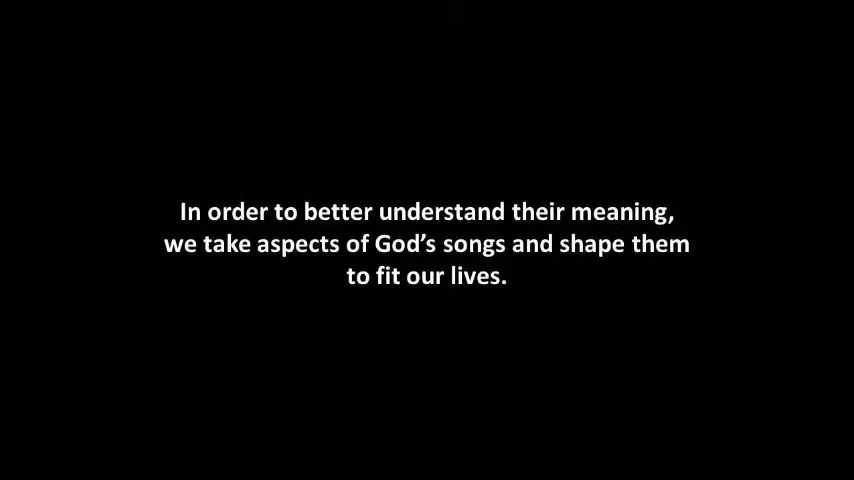 In order to better understand their meaning,
we take aspects of God’s songs and shape them
to fit our lives.